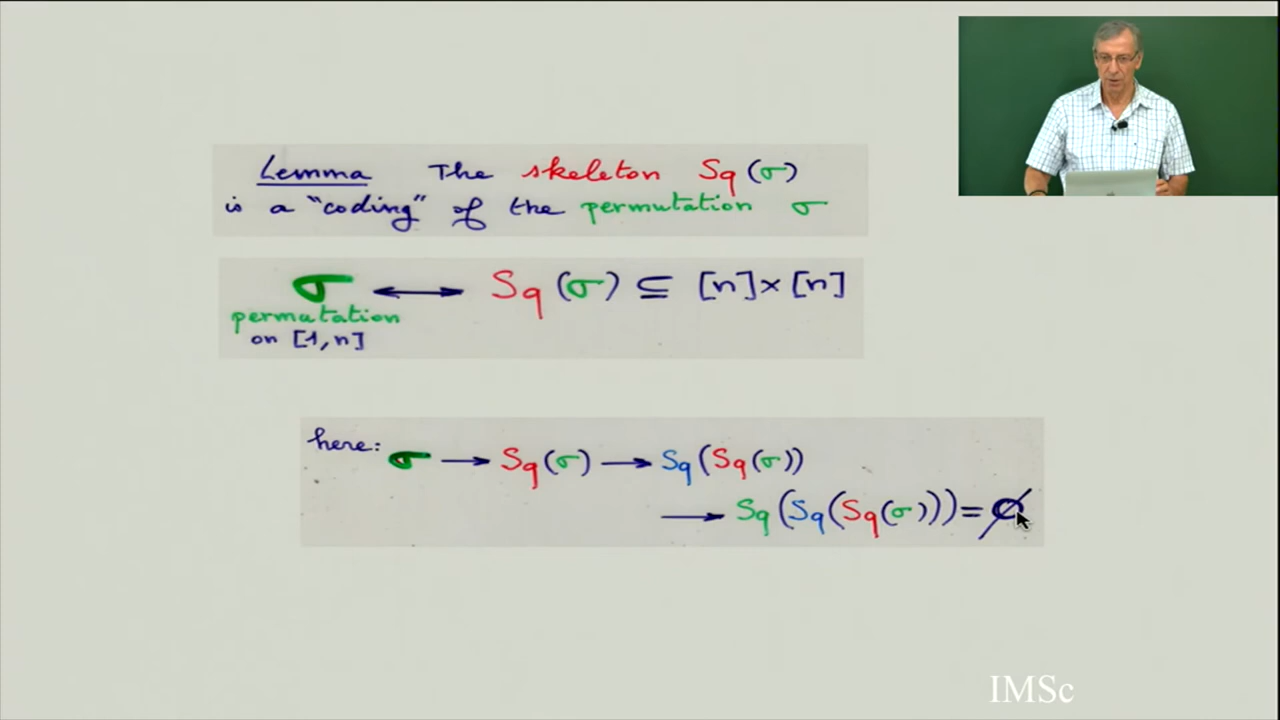 Lemma The skeleton Sq(σ)
is a "coding" of the permutation σ
σ ⟷ Sq(σ) ⊆ [n]×[n]
permutation
on [1,n]
here: σ → Sq(σ) → Sq(Sq(σ))
→ Sq(Sq(Sq(σ)))=∅
IMSc